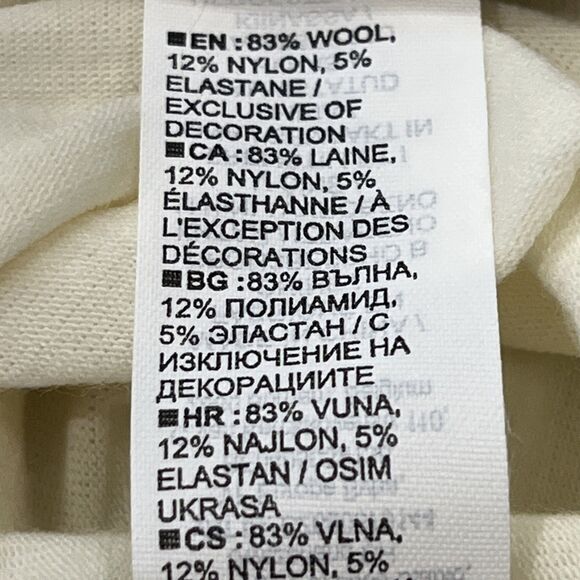 EN : 83% WOOL,
12% NYLON, 5%
ELASTANE /
EXCLUSIVE OF
DECORATION
CA : 83% LAINE,
12% NYLON, 5%
ÉLASTHANNE / À
L'EXCEPTION DES
DÉCORATIONS
BG : 83% ВЪЛНА,
12% ПОЛИАМИД,
5% ЭЛАСТАН / С
ИЗКЛЮЧЕНИЕ НА
ДЕКОРАЦИИТЕ
HR : 83% VUNA,
12% NAJLON, 5%
ELASTAN / OSIM
UKRASA
CS : 83% VLNA,
12% NYLON, 5%